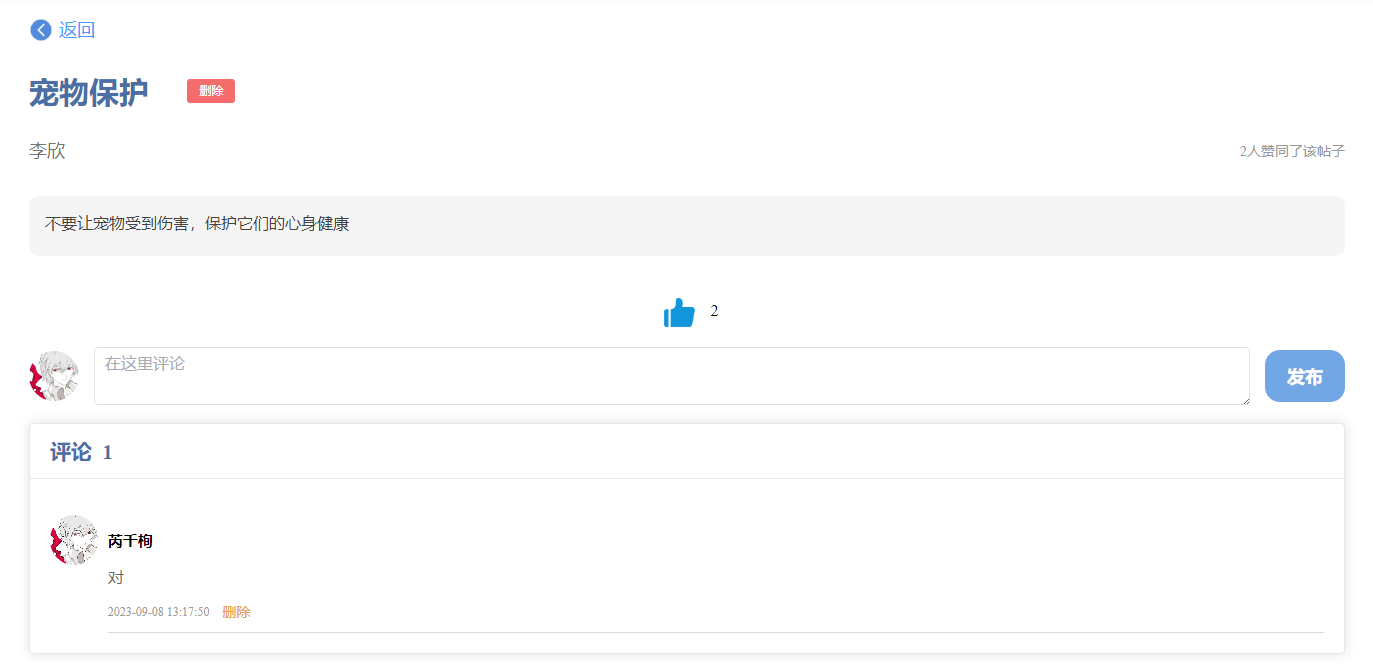 返回
宠物保护 删除
李欣 2人赞同了该帖子
不要让宠物受到伤害，保护它们的心身健康
2
在这里评论 发布
评论 1
芮千栒
对
2023-09-08 13:17:50 删除